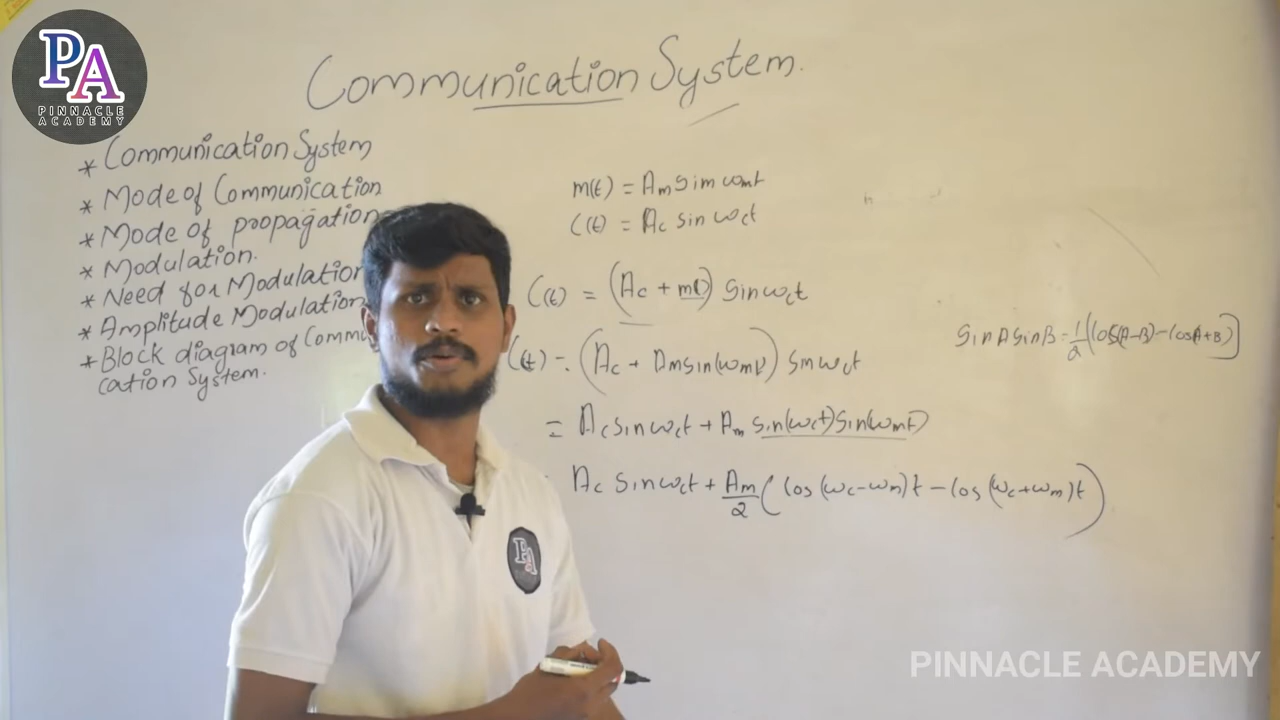 PA
PINNACLE
ACADEMY
Communication System.
* Communication System
* Mode of Communication
* Mode of propagation
* Modulation.
* Need for Modulation
* Amplitude Modulation
* Block diagram of Commu
cation System.
m(t) = Am sin ωmt
C(t) = Ac sin ωct
C(t) = (Ac + m(t)) sin ωct
C(t) = (Ac + Am sin(ωmt)) sin ωct
= Ac sin ωct + Am sin(ωct) sin(ωmt)
Ac sin ωct + Am/2 (cos (ωc-ωm)t - cos (ωc+ωm)t)
SinA SinB = 1/2 [cos(A-B) - cos(A+B)]
PA
PINNACLE ACADEMY